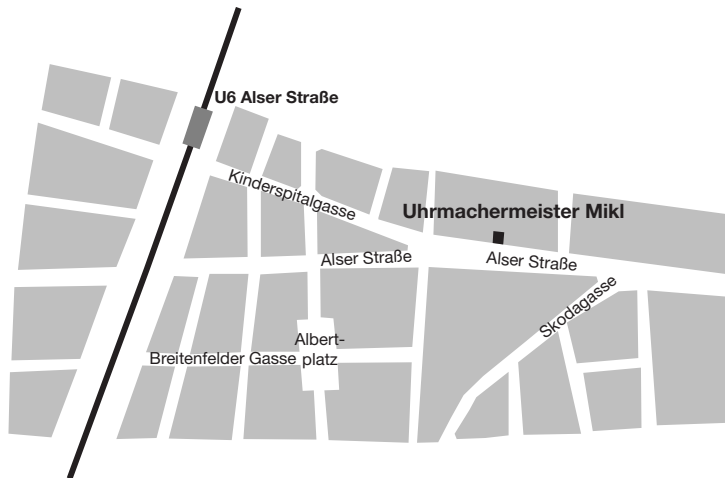 U6 Alser Straße
Kinderspitalgasse
Uhrmachermeister Mikl
Alser Straße
Alser Straße
Skodagasse
Albert-
platz
Breitenfelder Gasse